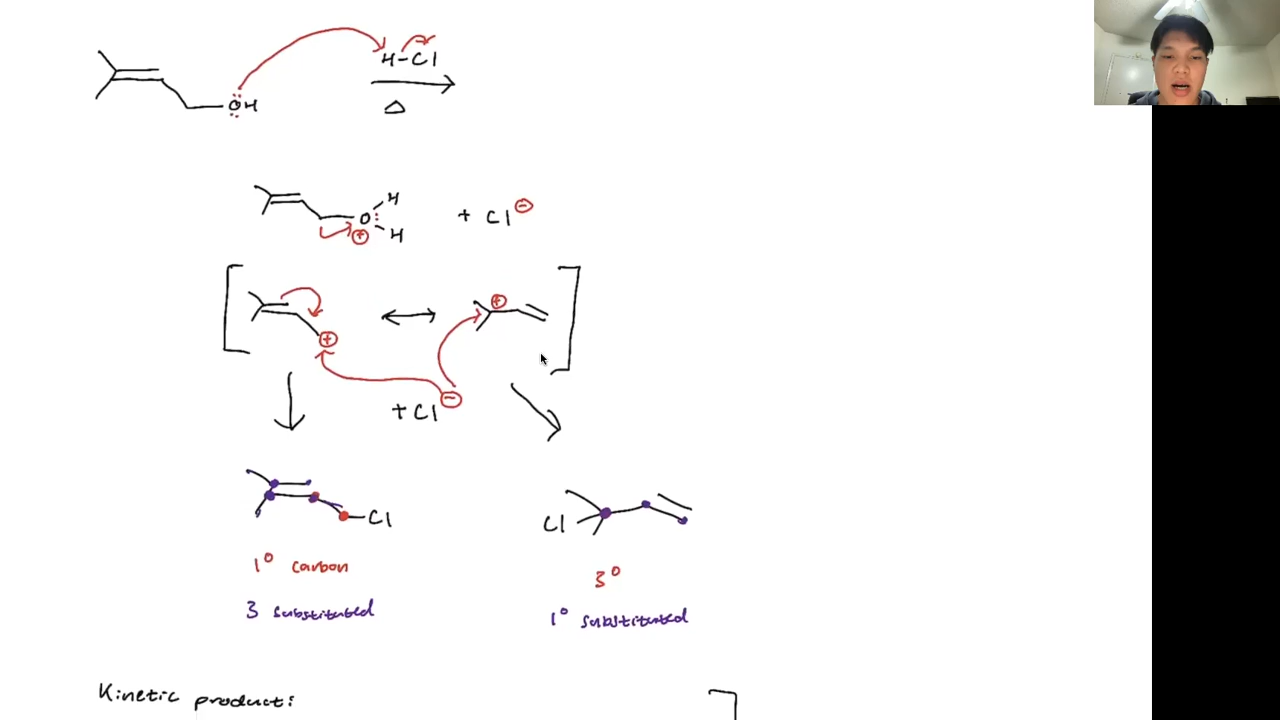 H-Cl
OH
Δ
H
O
⊕
H
+ Cl ⊖
⊕
⊕
+ Cl ⊖
Cl
Cl
1° carbon
3 substituted
3°
1° substituted
Kinetic product: